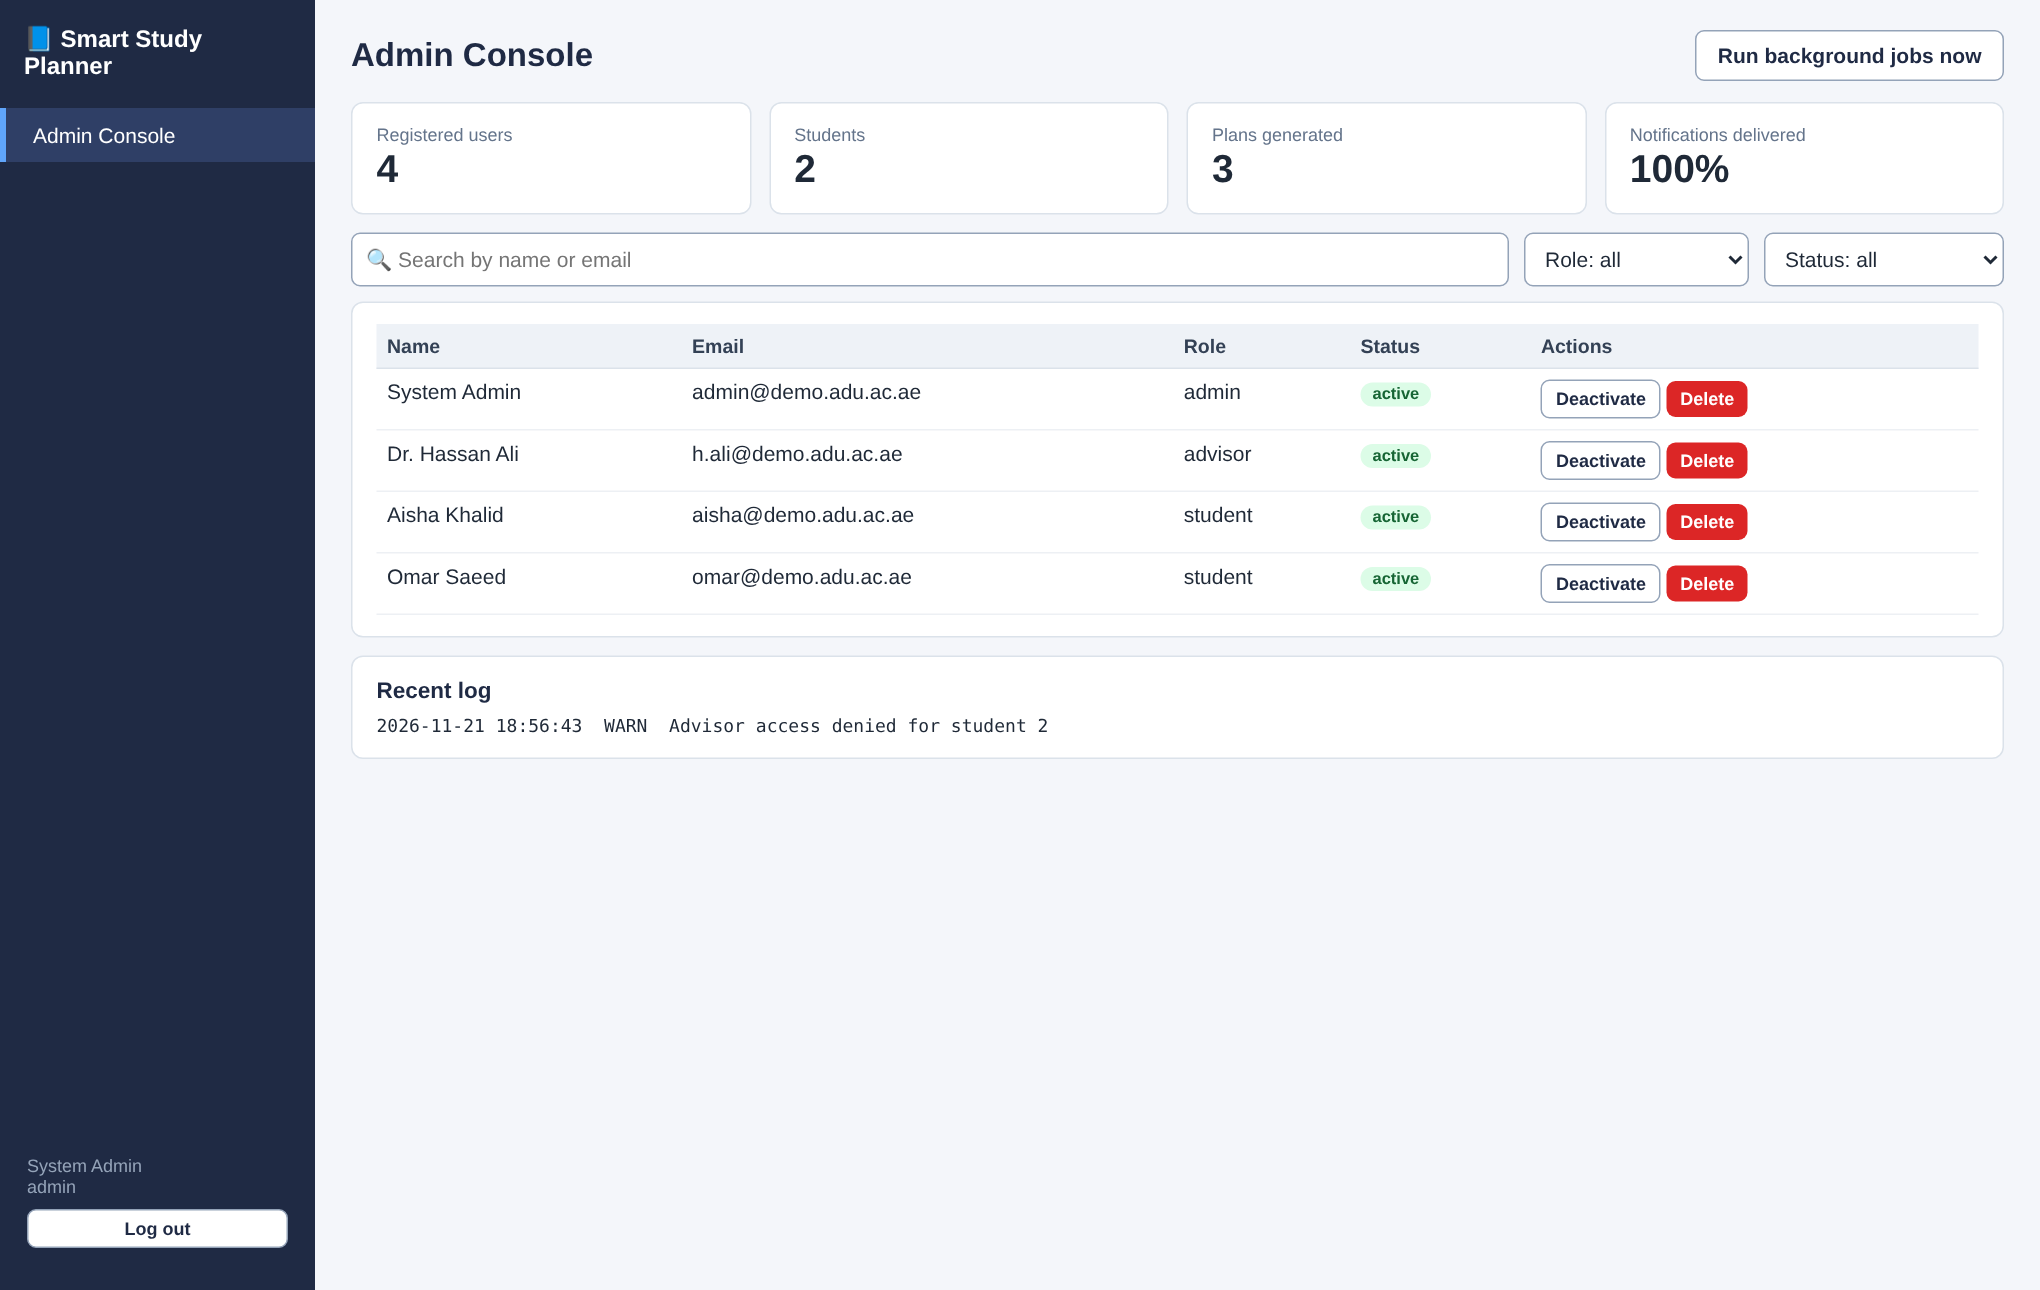 📘 Smart Study
Planner
Admin Console
System Admin
admin
Log out
Admin Console
Run background jobs now
Registered users
4
Students
2
Plans generated
3
Notifications delivered
100%
🔍 Search by name or email
Role: all
Status: all
Name Email Role Status Actions
System Admin admin@demo.adu.ac.ae admin active Deactivate Delete
Dr. Hassan Ali h.ali@demo.adu.ac.ae advisor active Deactivate Delete
Aisha Khalid aisha@demo.adu.ac.ae student active Deactivate Delete
Omar Saeed omar@demo.adu.ac.ae student active Deactivate Delete
Recent log
2026-11-21 18:56:43  WARN  Advisor access denied for student 2